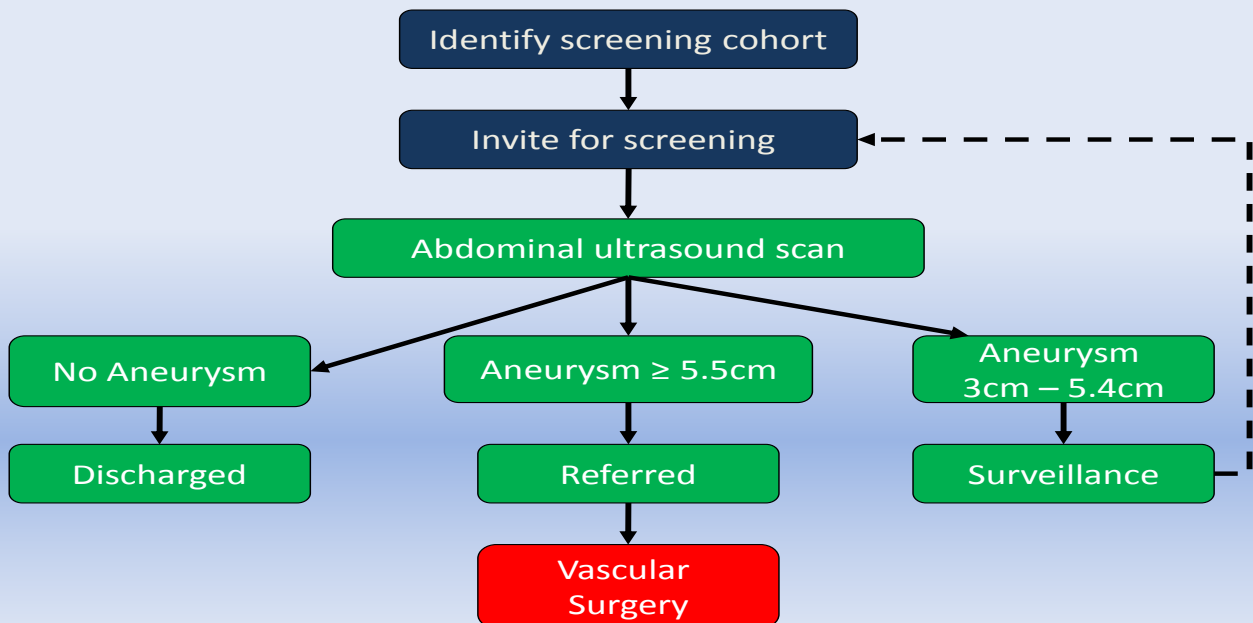 Identify screening cohort
Invite for screening
Abdominal ultrasound scan
No Aneurysm
Aneurysm ≥ 5.5cm
Aneurysm
3cm – 5.4cm
Discharged
Referred
Surveillance
Vascular
Surgery